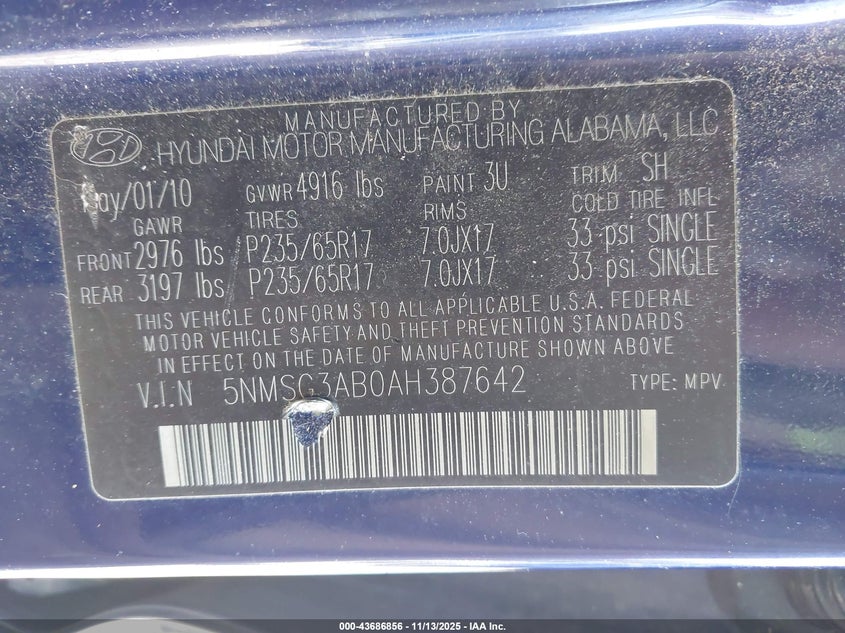 MANUFACTURED BY
HYUNDAI MOTOR MANUFACTURING ALABAMA, LLC
May/01/10 GVWR 4916 lbs PAINT 3U TRIM SH
GAWR TIRES RIMS COLD TIRE INFL
FRONT 2976 lbs P235/65R17 7.0JX17 33 psi SINGLE
REAR 3197 lbs P235/65R17 7.0JX17 33 psi SINGLE
THIS VEHICLE CONFORMS TO ALL APPLICABLE U.S.A. FEDERAL
MOTOR VEHICLE SAFETY AND THEFT PREVENTION STANDARDS
IN EFFECT ON THE DATE OF MANUFACTURE SHOWN ABOVE.
V.I.N 5NMSG3AB0AH387642 TYPE: MPV
000-43686856 - 11/13/2025 - IAA Inc.